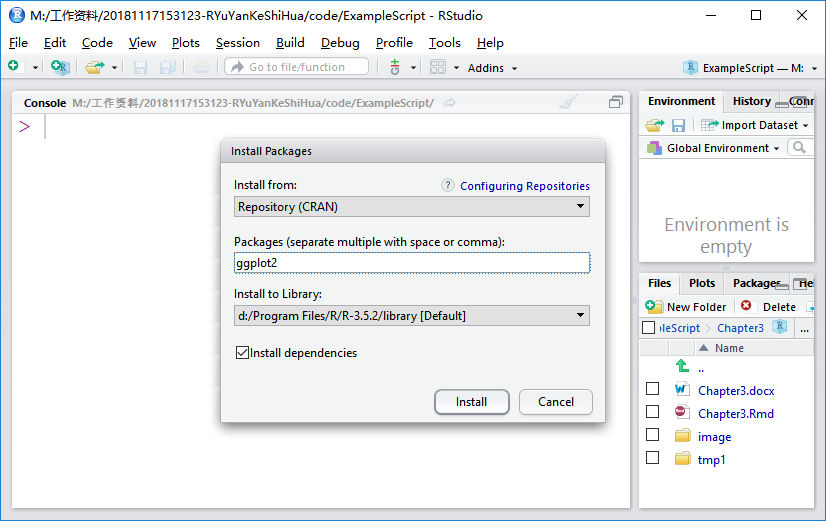 M:/工作资料/20181117153123-RYuYanKeShiHua/code/ExampleScript - RStudio
File Edit Code View Plots Session Build Debug Profile Tools Help
Go to file/function Addins ExampleScript — M:
Console M:/工作资料/20181117153123-RYuYanKeShiHua/code/ExampleScript/
>
Install Packages
Install from: ? Configuring Repositories
Repository (CRAN)
Packages (separate multiple with space or comma):
ggplot2
Install to Library:
d:/Program Files/R/R-3.5.2/library [Default]
Install dependencies
Install Cancel
Environment History Conn
Import Dataset
Global Environment
Environment is
empty
Files Plots Packages He
New Folder Delete
leScript Chapter3 ...
Name
..
Chapter3.docx
Chapter3.Rmd
image
tmp1